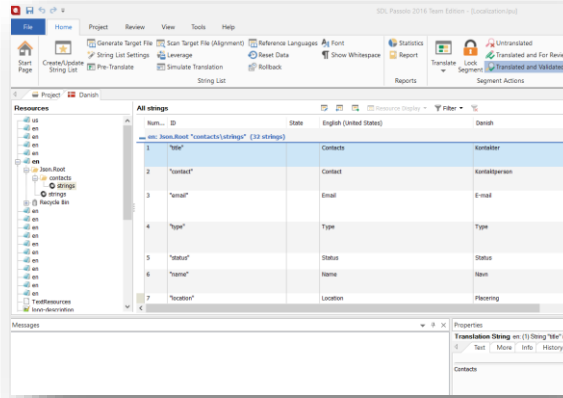 SDL Passolo 2016 Team Edition - [Localization.lpu]
File Home Project Review View Tools Help
Start Page
Create/Update String List
Generate Target File
Scan Target File (Alignment)
Reference Languages
Font
Statistics
Untranslated
String List Settings
Leverage
Reset Data
Show Whitespace
Report
Translate
Lock Segment
Translated and For Revie
Pre-Translate
Simulate Translation
Rollback
Translated and Validated
String List
Reports
Segment Actions
Project Danish
Resources
All strings
Resource Display
Filter
Num... ID State English (United States) Danish
en: Json.Root "contacts\strings" (32 strings)
1 "title" Contacts Kontakter
2 "contact" Contact Kontaktperson
3 "email" Email E-mail
4 "type" Type Type
5 "status" Status Status
6 "name" Name Navn
7 "location" Location Placering
us
en
en
en
en
Json.Root
contacts
strings
strings
Recycle Bin
en
en
en
en
en
en
en
en
TextResources
long-description
Messages
Properties
Translation String en: (1) String "title"
Text More Info History
Contacts